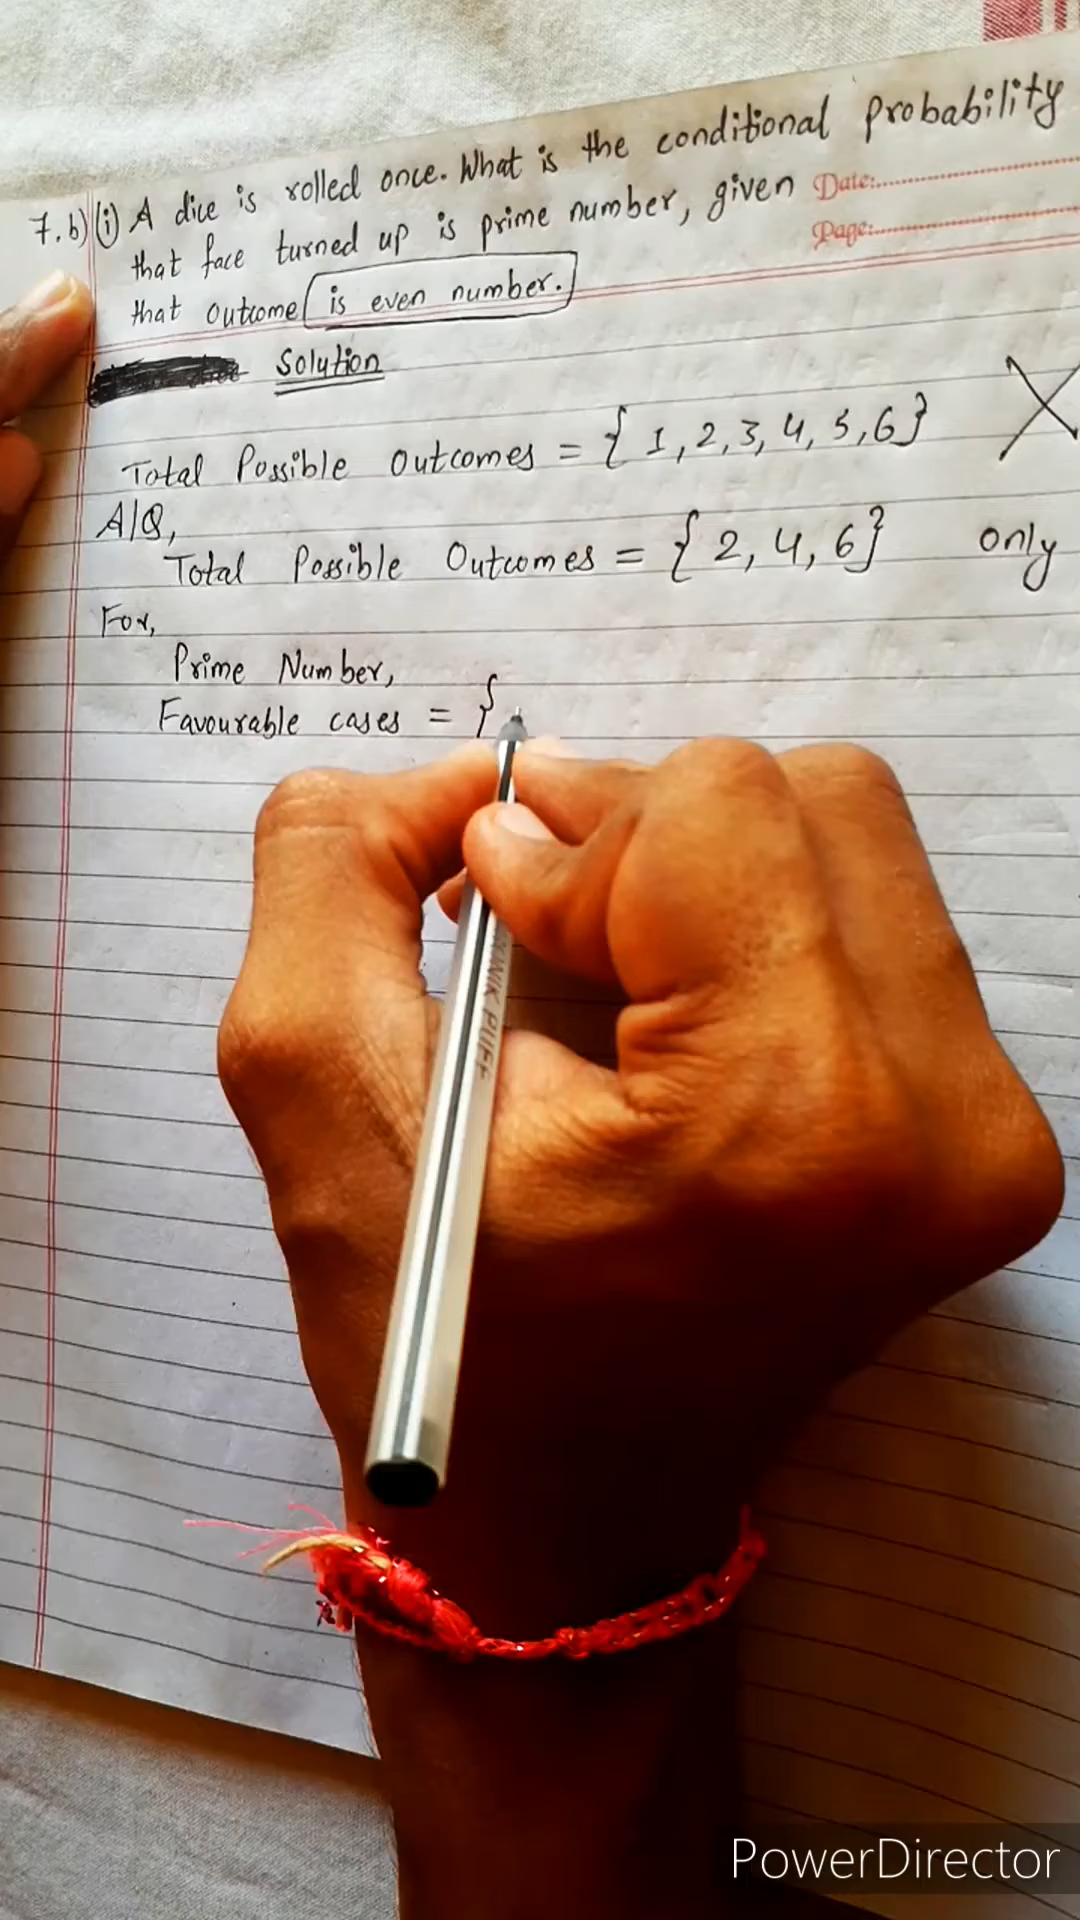 7.b) (i) A dice is rolled once. What is the conditional probability
that face turned up is prime number, given
that outcome is even number.
Date:
Page:
Solution
Total Possible Outcomes = { 1, 2, 3, 4, 5, 6 }
A/Q,
Total Possible Outcomes = { 2, 4, 6 } only
For,
Prime Number,
Favourable cases = {
SONIK PUFF
PowerDirector